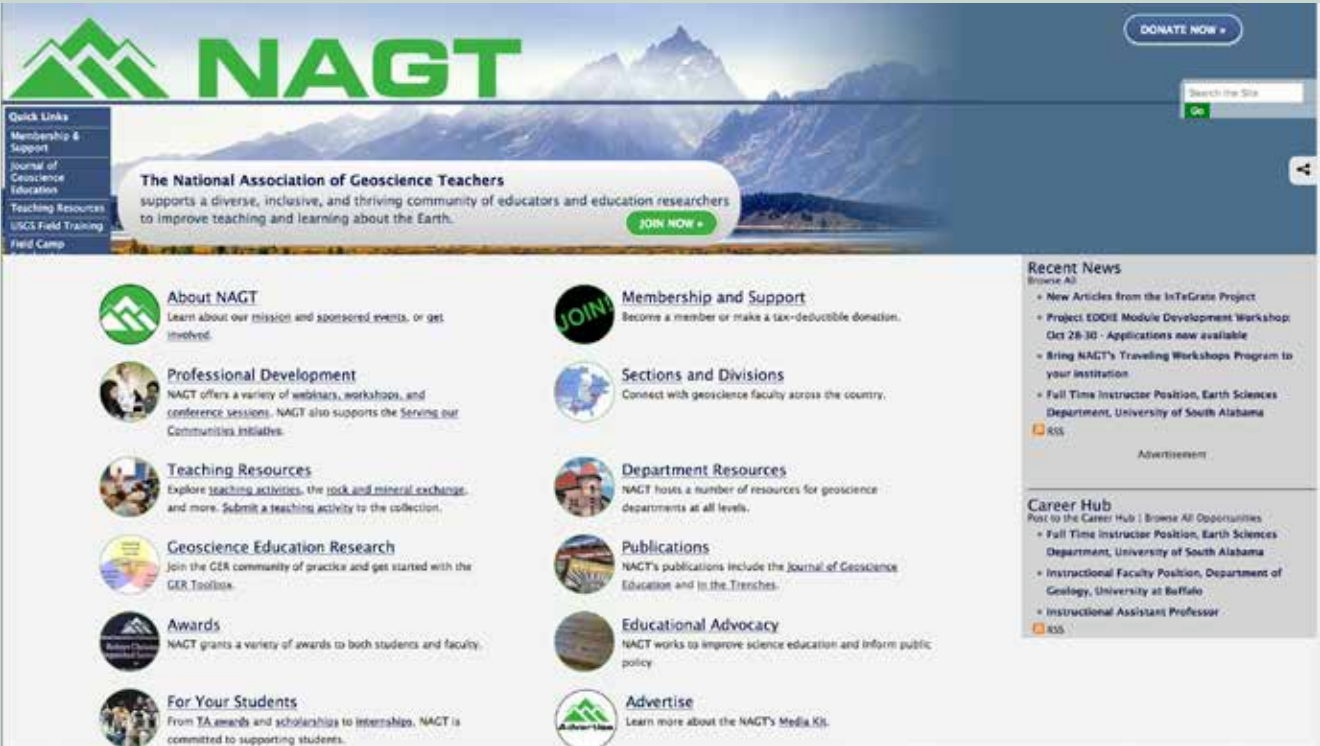 NAGT
DONATE NOW »
Search the Site
Go
Quick Links
Membership &
Support
Journal of
Geoscience
Education
Teaching Resources
USGS Field Training
Field Camp
The National Association of Geoscience Teachers
supports a diverse, inclusive, and thriving community of educators and education researchers
to improve teaching and learning about the Earth.
JOIN NOW »
About NAGT
Learn about our mission and sponsored events, or get
involved.
Professional Development
NAGT offers a variety of webinars, workshops, and
conference sessions. NAGT also supports the Serving our
Communities initiative.
Teaching Resources
Explore teaching activities, the rock and mineral exchange,
and more. Submit a teaching activity to the collection.
Geoscience Education Research
Join the GER community of practice and get started with the
GER Toolbox.
Awards
NAGT grants a variety of awards to both students and faculty.
For Your Students
From TA awards and scholarships to internships, NAGT is
committed to supporting students.
JOIN!
Membership and Support
Become a member or make a tax-deductible donation.
Sections and Divisions
Connect with geoscience faculty across the country.
Department Resources
NAGT hosts a number of resources for geoscience
departments at all levels.
Publications
NAGT's publications include the Journal of Geoscience
Education and In the Trenches.
Educational Advocacy
NAGT works to improve science education and inform public
policy
Advertise
Advertise
Learn more about the NAGT's Media Kit.
Recent News
Browse All
New Articles from the InTeGrate Project
Project EDDIE Module Development Workshop:
Oct 28-30 - Applications now available
Bring NAGT's Traveling Workshops Program to
your institution
Full Time Instructor Position, Earth Sciences
Department, University of South Alabama
RSS
Advertisement
Career Hub
Post to the Career Hub | Browse All Opportunities
Full Time Instructor Position, Earth Sciences
Department, University of South Alabama
Instructional Faculty Position, Department of
Geology, University at Buffalo
Instructional Assistant Professor
RSS